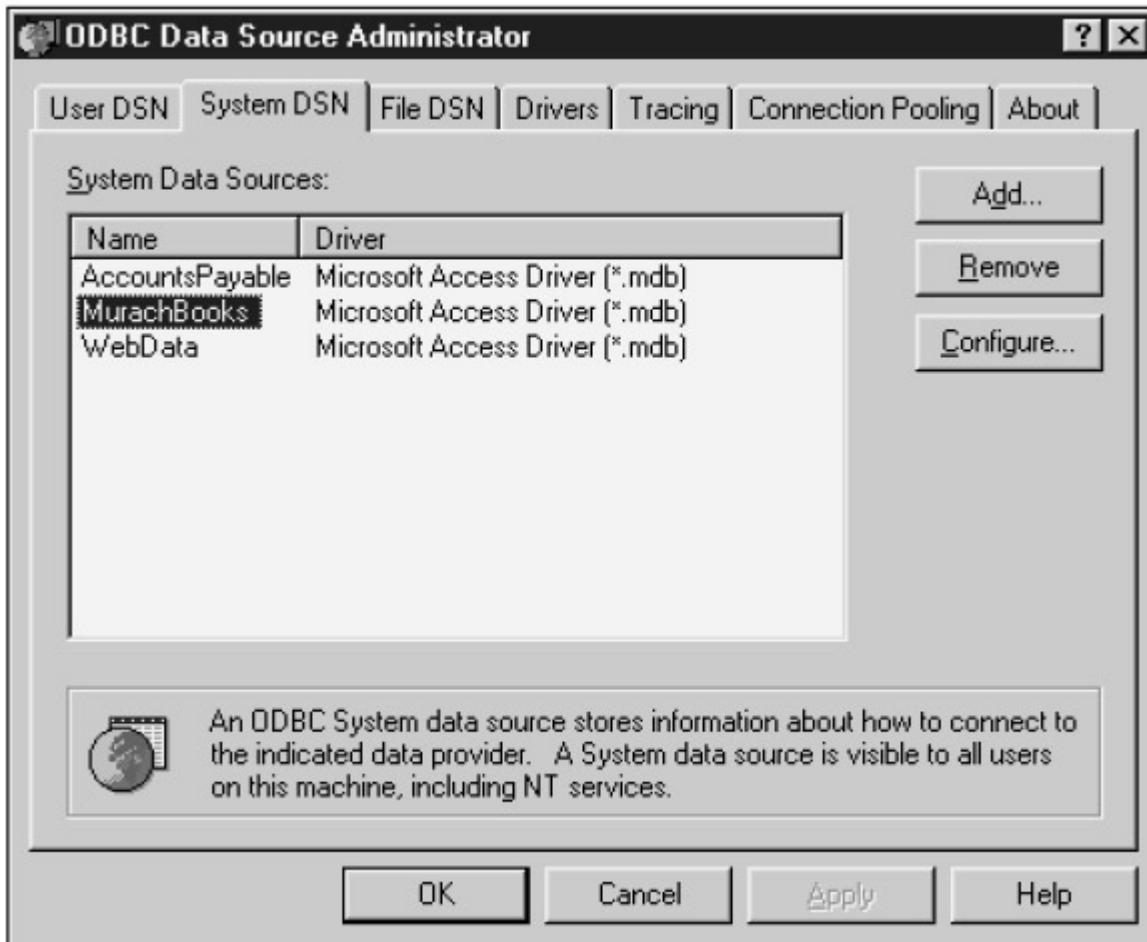 ODBC Data Source Administrator
? X
User DSN System DSN File DSN Drivers Tracing Connection Pooling About
System Data Sources:
Name Driver
AccountsPayable Microsoft Access Driver (*.mdb)
MurachBooks Microsoft Access Driver (*.mdb)
WebData Microsoft Access Driver (*.mdb)
Add...
Remove
Configure...
An ODBC System data source stores information about how to connect to
the indicated data provider. A System data source is visible to all users
on this machine, including NT services.
OK Cancel Apply Help